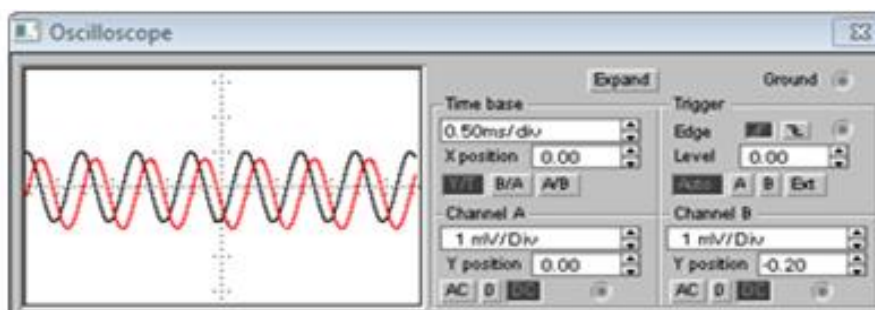 Oscilloscope
Expand Ground
Time base
0.50ms/div
X position 0.00
Y/T B/A A/B
Trigger
Edge
Level 0.00
Auto A B Ext
Channel A
1 mV/Div
Y position 0.00
AC 0 DC
Channel B
1 mV/Div
Y position -0.20
AC 0 DC